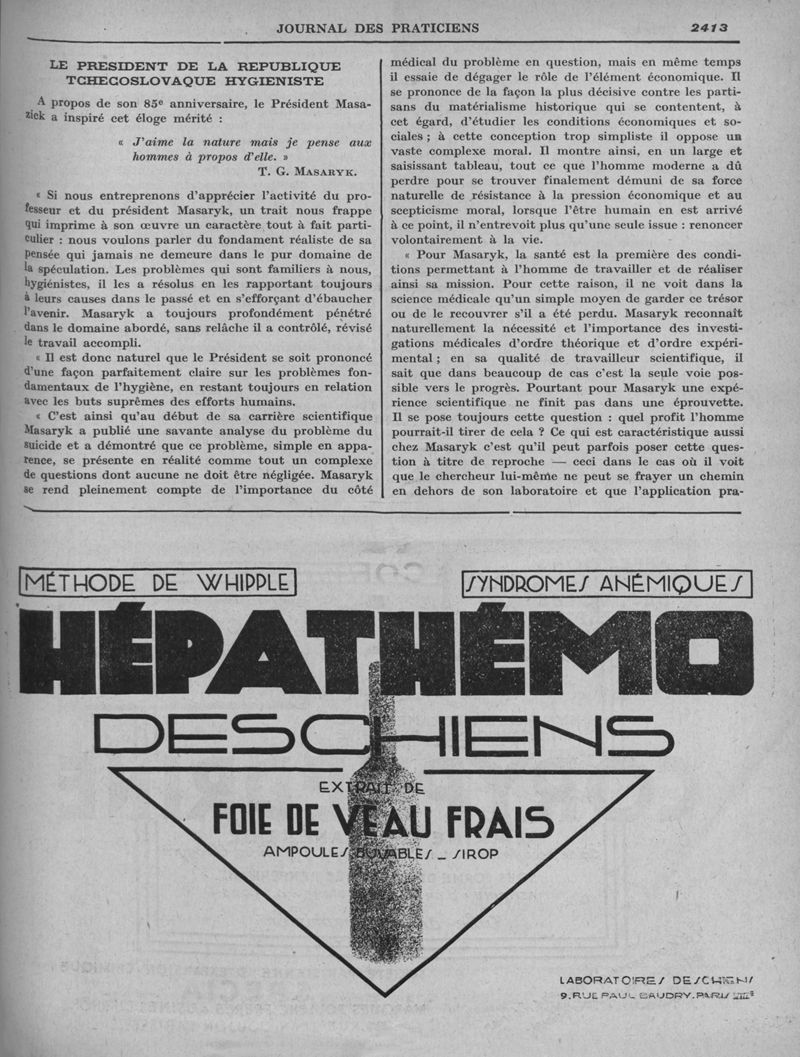 JOURNAL DES PRATICIENS
2413
LE PRESIDENT DE LA REPUBLIQUE
TCHECOSLOVAQUE HYGIENISTE
A propos de son 85e anniversaire, le Président Masa-
zick a inspiré cet éloge mérité :
« J'aime la nature mais je pense aux
hommes à propos d'elle. »
T. G. MASARYK.
« Si nous entreprenons d'apprécier l'activité du pro-
fesseur et du président Masaryk, un trait nous frappe
qui imprime à son œuvre un caractère tout à fait parti-
culier : nous voulons parler du fondament réaliste de sa
pensée qui jamais ne demeure dans le pur domaine de
la spéculation. Les problèmes qui sont familiers à nous,
hygiénistes, il les a résolus en les rapportant toujours
à leurs causes dans le passé et en s'efforçant d'ébaucher
l'avenir. Masaryk a toujours profondément pénétré
dans le domaine abordé, sans relâche il a contrôlé, révisé
le travail accompli.
« Il est donc naturel que le Président se soit prononcé
d'une façon parfaitement claire sur les problèmes fon-
damentaux de l'hygiène, en restant toujours en relation
avec les buts suprêmes des efforts humains.
« C'est ainsi qu'au début de sa carrière scientifique
Masaryk a publié une savante analyse du problème du
suicide et a démontré que ce problème, simple en appa-
rence, se présente en réalité comme tout un complexe
de questions dont aucune ne doit être négligée. Masaryk
se rend pleinement compte de l'importance du côté
médical du problème en question, mais en même temps
il essaie de dégager le rôle de l'élément économique. Il
se prononce de la façon la plus décisive contre les parti-
sans du matérialisme historique qui se contentent, à
cet égard, d'étudier les conditions économiques et so-
ciales ; à cette conception trop simpliste il oppose un
vaste complexe moral. Il montre ainsi, en un large et
saisissant tableau, tout ce que l'homme moderne a dû
perdre pour se trouver finalement démuni de sa force
naturelle de résistance à la pression économique et au
scepticisme moral, lorsque l'être humain en est arrivé
à ce point, il n'entrevoit plus qu'une seule issue : renoncer
volontairement à la vie.
« Pour Masaryk, la santé est la première des condi-
tions permettant à l'homme de travailler et de réaliser
ainsi sa mission. Pour cette raison, il ne voit dans la
science médicale qu'un simple moyen de garder ce trésor
ou de le recouvrer s'il a été perdu. Masaryk reconnaît
naturellement la nécessité et l'importance des investi-
gations médicales d'ordre théorique et d'ordre expéri-
mental ; en sa qualité de travailleur scientifique, il
sait que dans beaucoup de cas c'est la seule voie pos-
sible vers le progrès. Pourtant pour Masaryk une expé-
rience scientifique ne finit pas dans une éprouvette.
Il se pose toujours cette question : quel profit l'homme
pourrait-il tirer de cela ? Ce qui est caractéristique aussi
chez Masaryk c'est qu'il peut parfois poser cette ques-
tion à titre de reproche — ceci dans le cas où il voit
que le chercheur lui-même ne peut se frayer un chemin
en dehors de son laboratoire et que l'application pra-
MÉTHODE DE WHIPPLE
SYNDROMES ANÉMIQUES
HÉPATHÉMO
DESCHIENS
EXTRAIT DE
FOIE DE VEAU FRAIS
AMPOULES BUVABLES _ SIROP
LABORATOIRES DESCHIENS
9, RUE PAUL BAUDRY. PARIS VIIIe